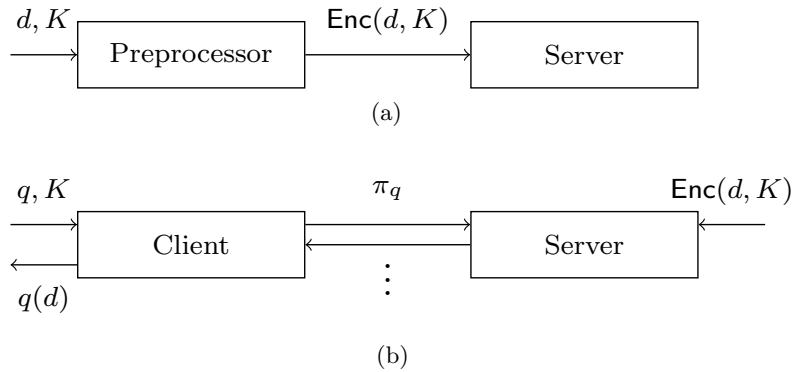 d, K Enc(d, K)
Preprocessor Server
(a)
q, K π_q Enc(d, K)
Client Server
q(d) ⋮
(b)